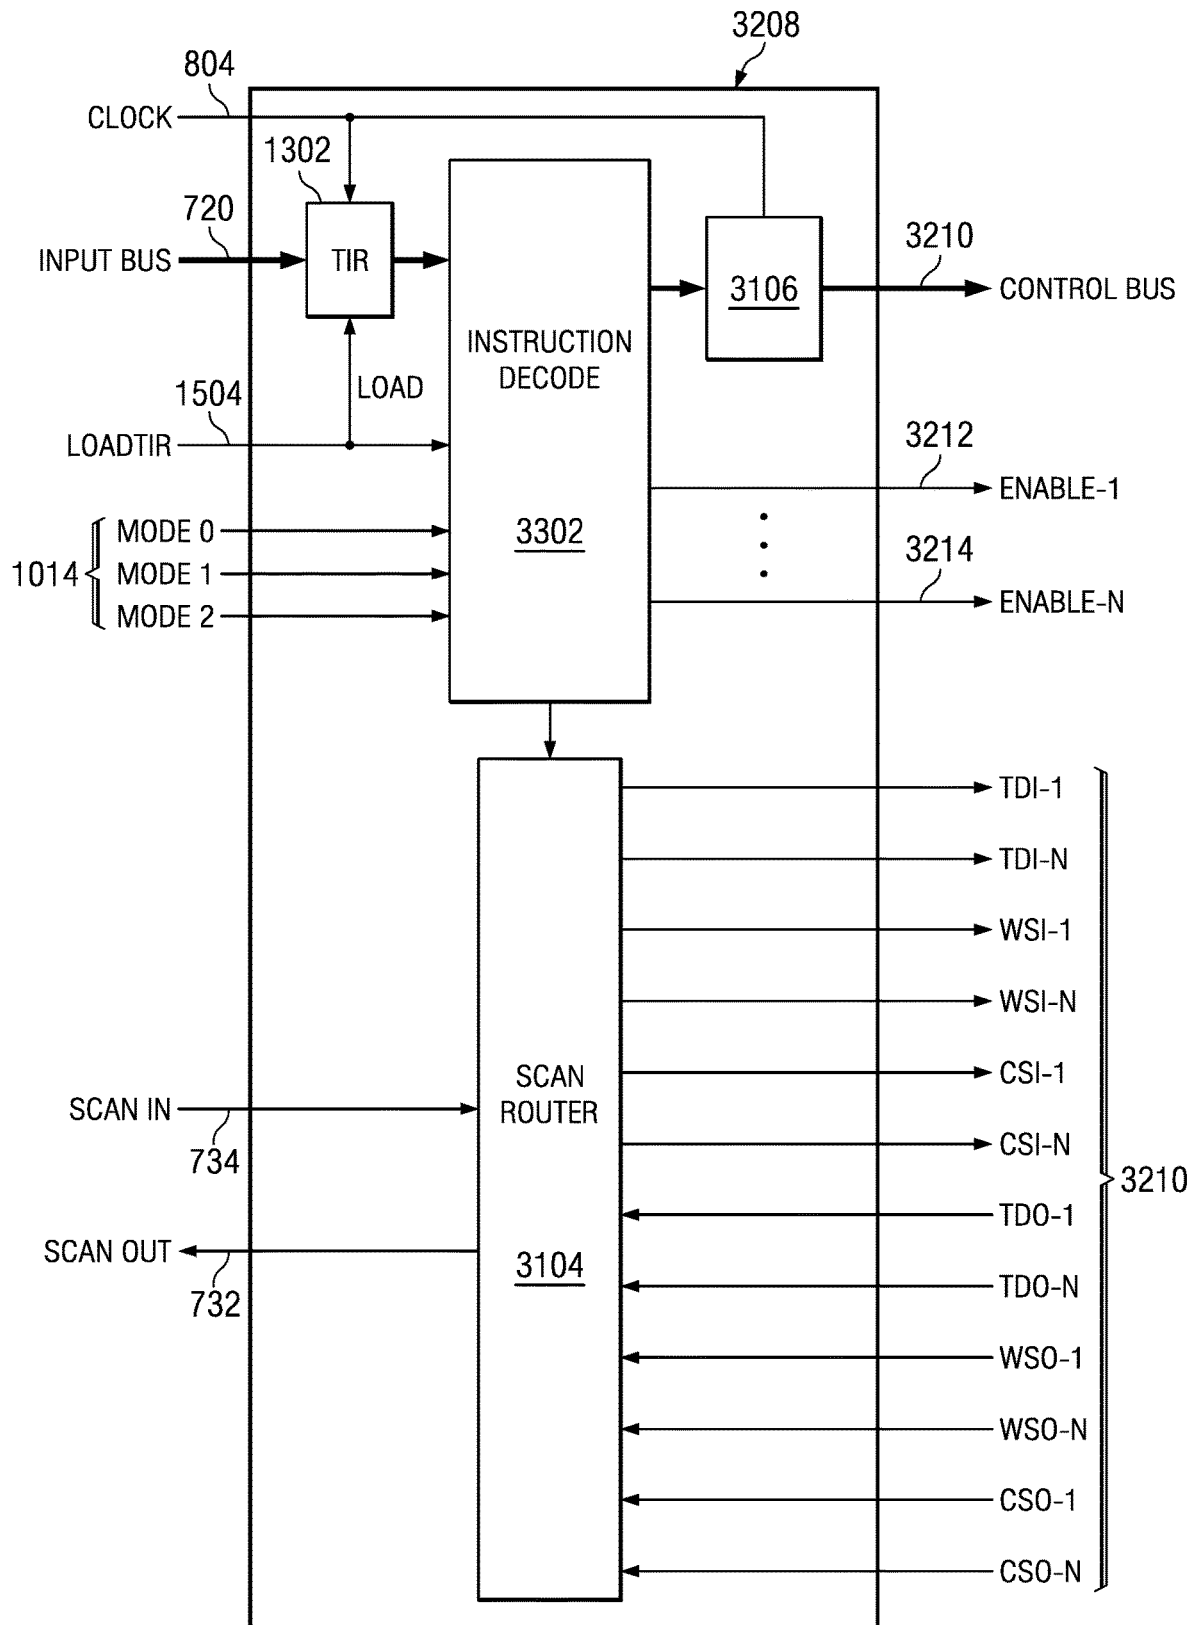 3208
804
CLOCK
1302
720
INPUT BUS
TIR
3210
3106
CONTROL BUS
INSTRUCTION
DECODE
LOAD
1504
LOADTIR
3212
ENABLE-1
MODE 0
3302
1014
MODE 1
3214
MODE 2
ENABLE-N
TDI-1
TDI-N
WSI-1
WSI-N
SCAN
ROUTER
CSI-1
SCAN IN
734
CSI-N
3210
TDO-1
SCAN OUT
732
3104
TDO-N
WSO-1
WSO-N
CSO-1
CSO-N